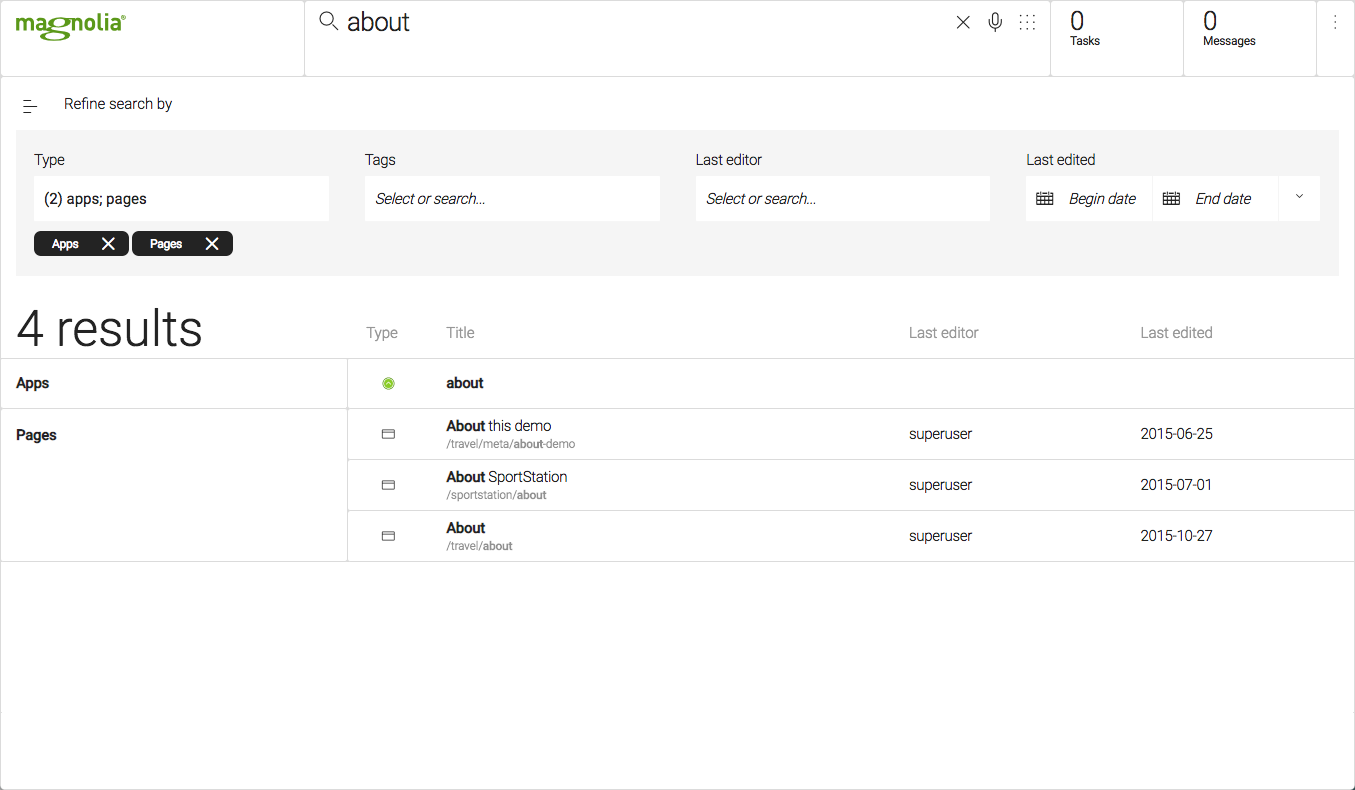 magnolia®
about
0
Tasks
0
Messages
Refine search by
Type
Tags
Last editor
Last edited
(2) apps; pages
Select or search...
Select or search...
Begin date
End date
Apps
Pages
4 results
Type
Title
Last editor
Last edited
Apps
about
Pages
About this demo
/travel/meta/about-demo
superuser
2015-06-25
About SportStation
/sportstation/about
superuser
2015-07-01
About
/travel/about
superuser
2015-10-27